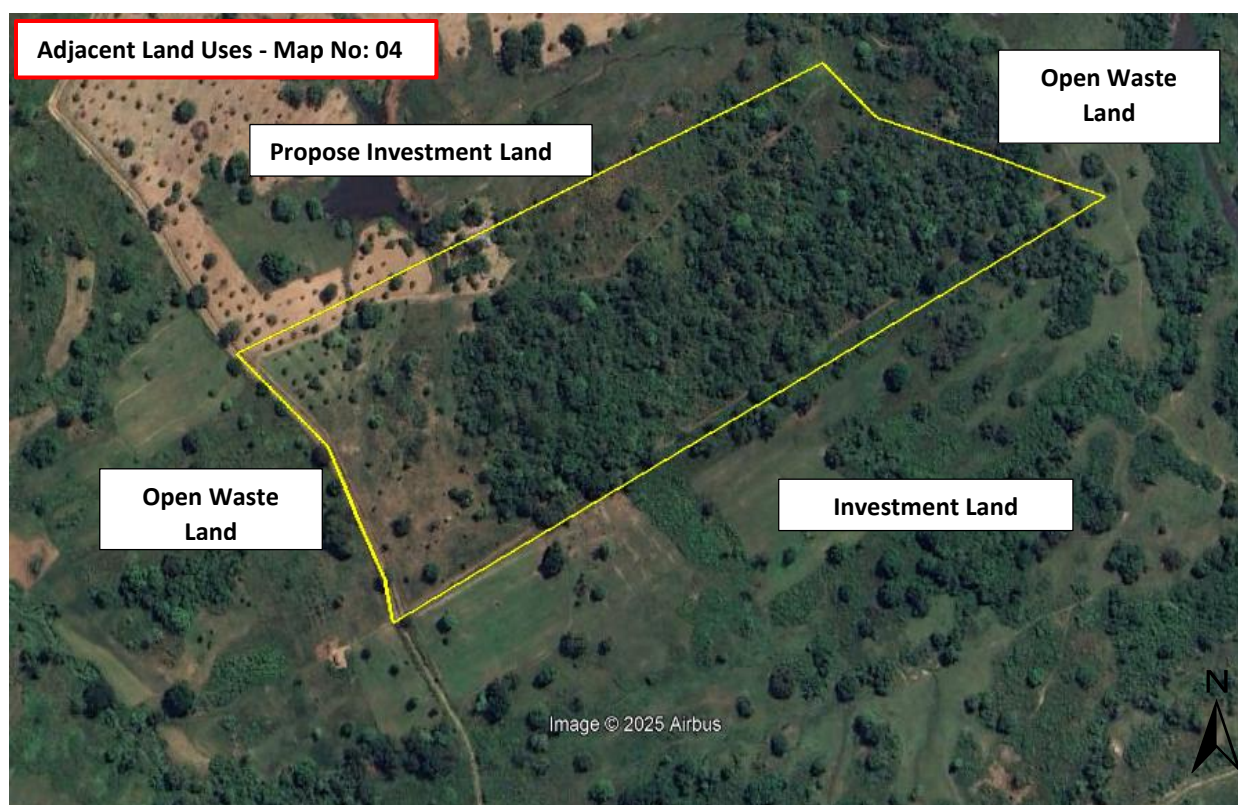 Adjacent Land Uses - Map No: 04
Open Waste
Land
Propose Investment Land
Open Waste
Land
Investment Land
N
Image © 2025 Airbus